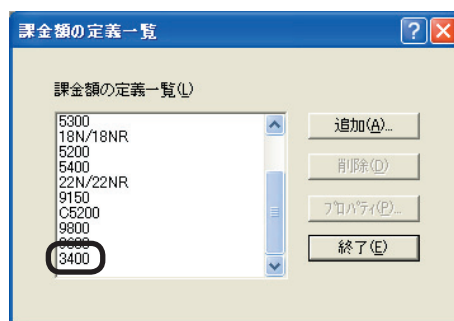 課金額の定義一覧
課金額の定義一覧(L)
5300
18N/18NR
5200
5400
22N/22NR
9150
C5200
9800
3400
追加(A)...
削除(D)
プロパティ(P)...
終了(E)